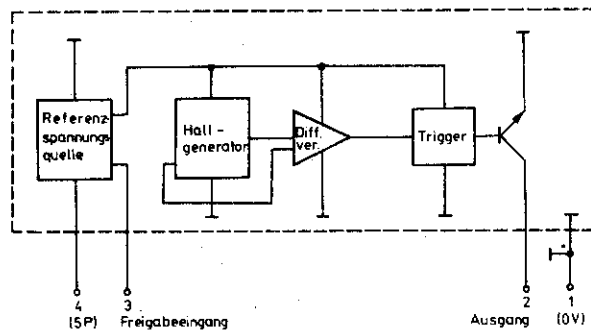 Referenz-
spannungs
quelle
Hall -
generator
Diff.
ver.
Trigger
4
(5P)
3
Freigabeeingang
Ausgang
2
1
(0V)